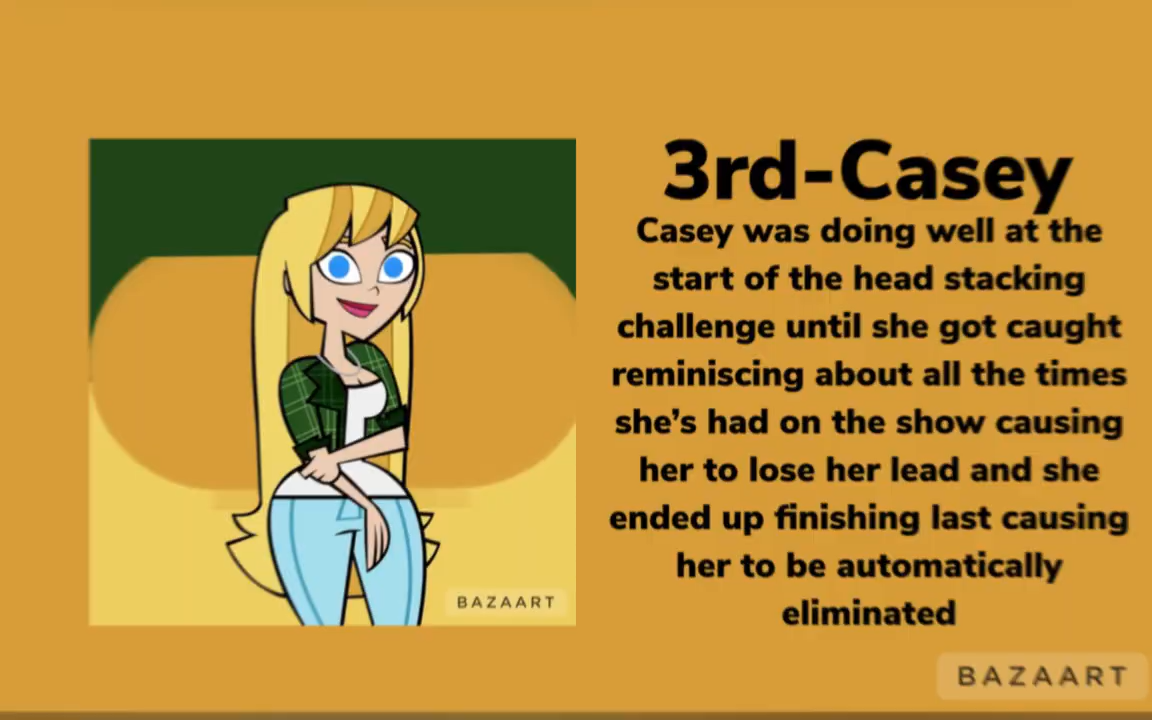 3rd-Casey
Casey was doing well at the
start of the head stacking
challenge until she got caught
reminiscing about all the times
she’s had on the show causing
her to lose her lead and she
ended up finishing last causing
her to be automatically
eliminated
BAZAART
BAZAART